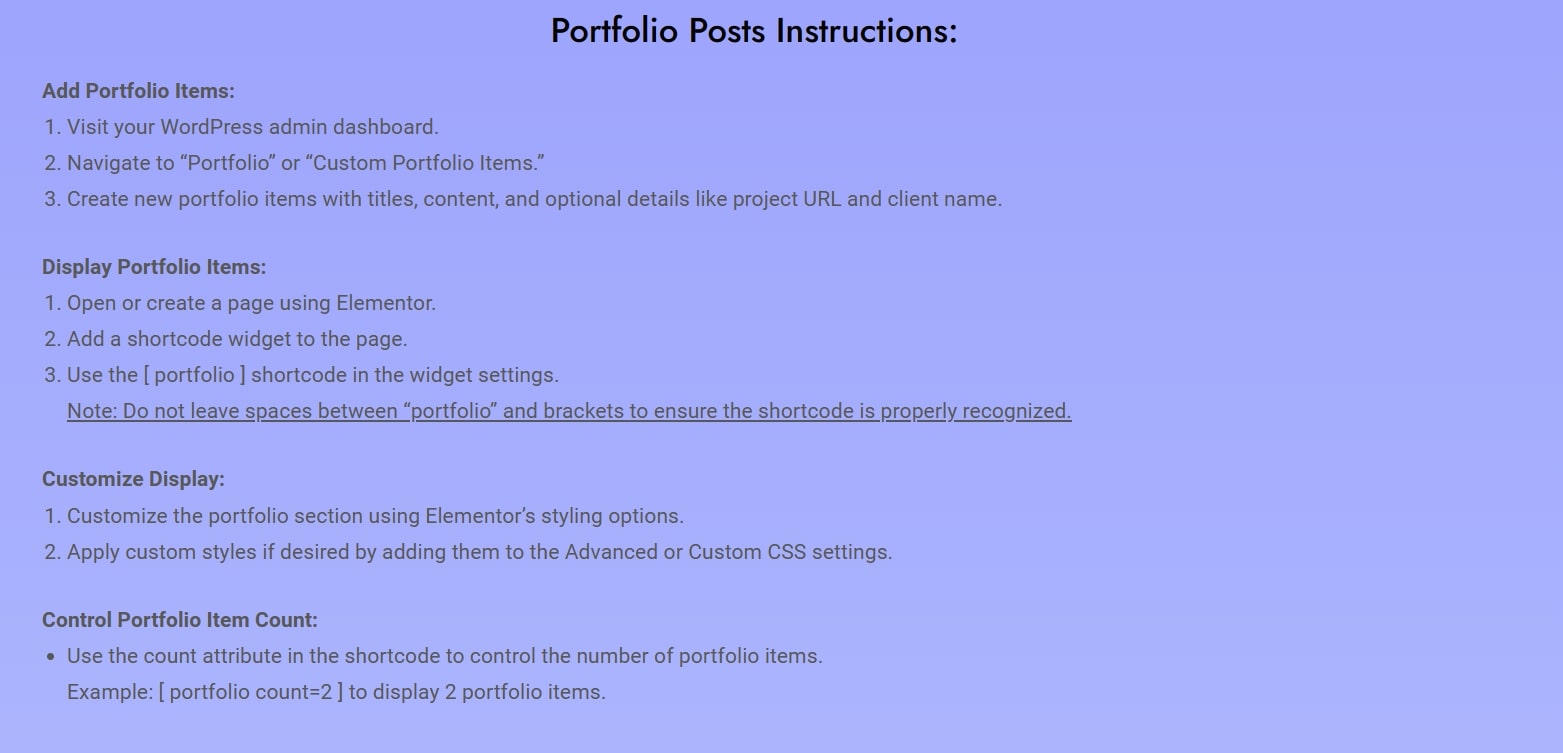 Portfolio Posts Instructions:
Add Portfolio Items:
1. Visit your WordPress admin dashboard.
2. Navigate to “Portfolio” or “Custom Portfolio Items.”
3. Create new portfolio items with titles, content, and optional details like project URL and client name.
Display Portfolio Items:
1. Open or create a page using Elementor.
2. Add a shortcode widget to the page.
3. Use the [ portfolio ] shortcode in the widget settings.
Note: Do not leave spaces between “portfolio” and brackets to ensure the shortcode is properly recognized.
Customize Display:
1. Customize the portfolio section using Elementor’s styling options.
2. Apply custom styles if desired by adding them to the Advanced or Custom CSS settings.
Control Portfolio Item Count:
• Use the count attribute in the shortcode to control the number of portfolio items.
Example: [ portfolio count=2 ] to display 2 portfolio items.